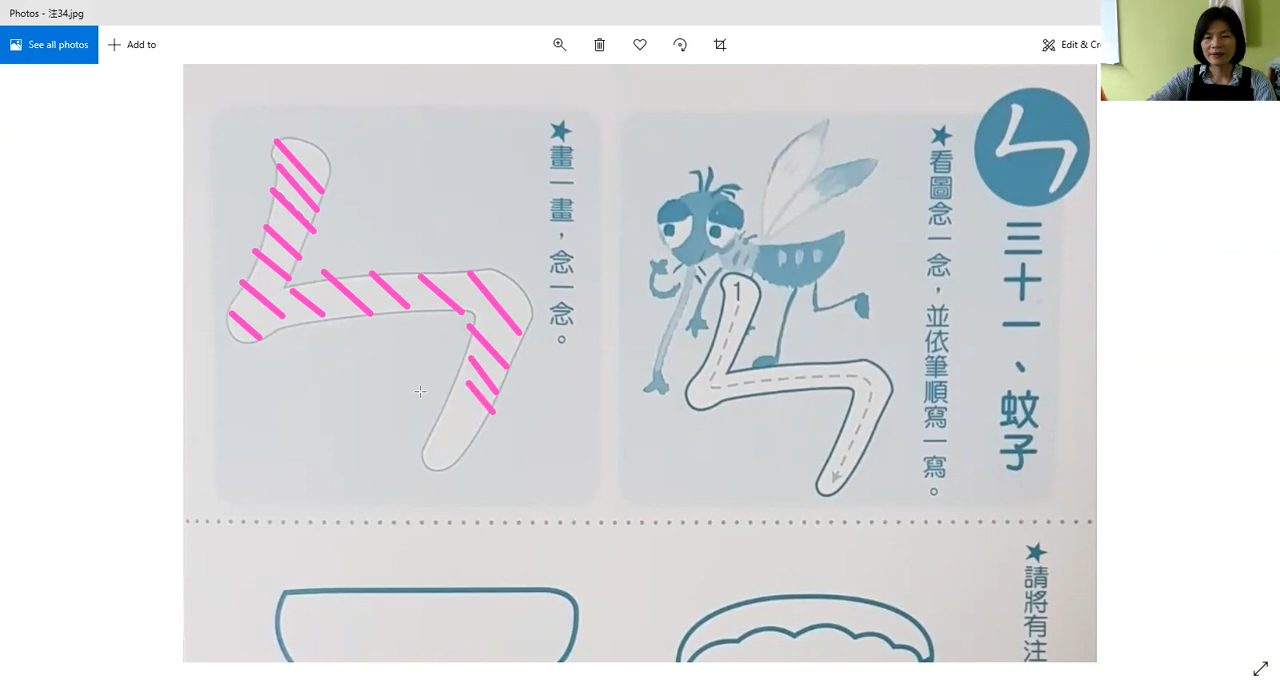 Photos - 注34.jpg
See all photos
Add to
Edit & Cr
ㄣ
三十一、蚊子
★看圖念一念，並依筆順寫一寫。
1
★畫一畫，念一念。
★請將有注